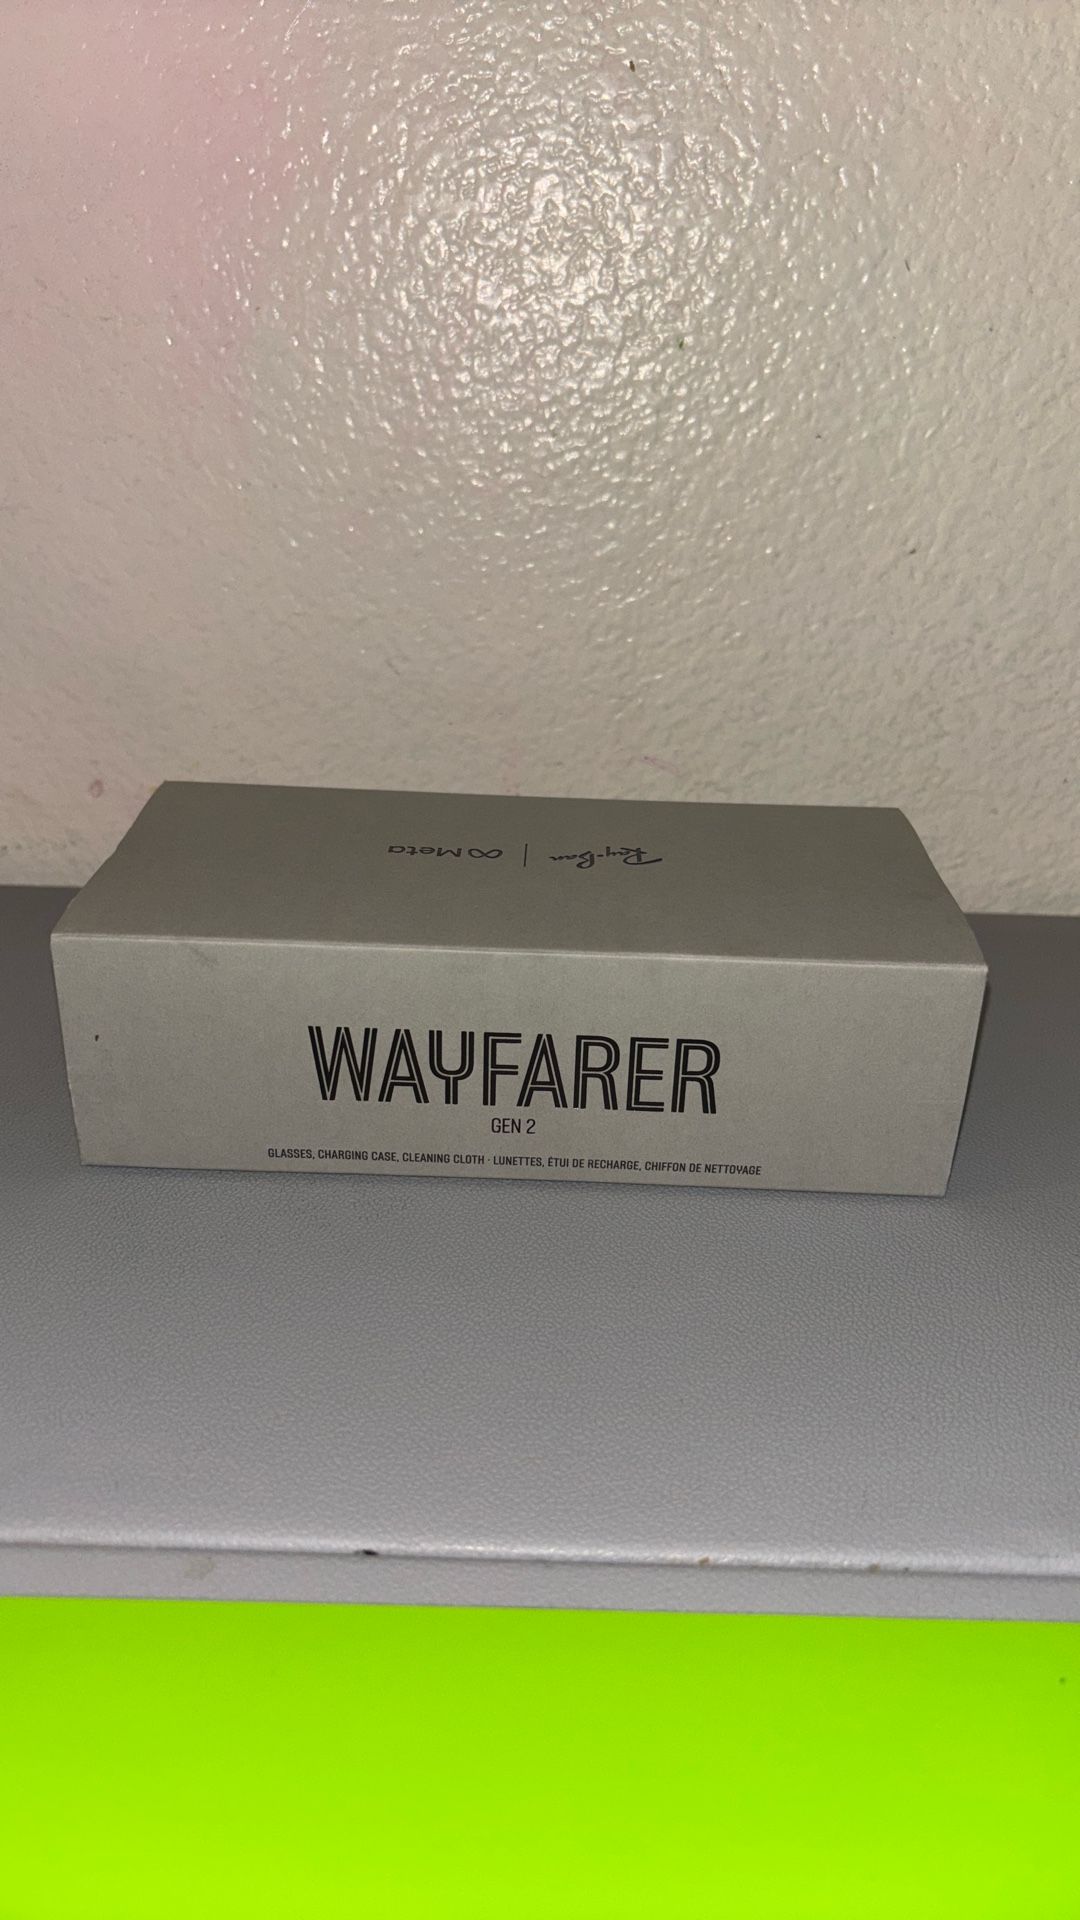 Ray-Ban | Meta
WAYFARER
GEN 2
GLASSES, CHARGING CASE, CLEANING CLOTH · LUNETTES, ÉTUI DE RECHARGE, CHIFFON DE NETTOYAGE